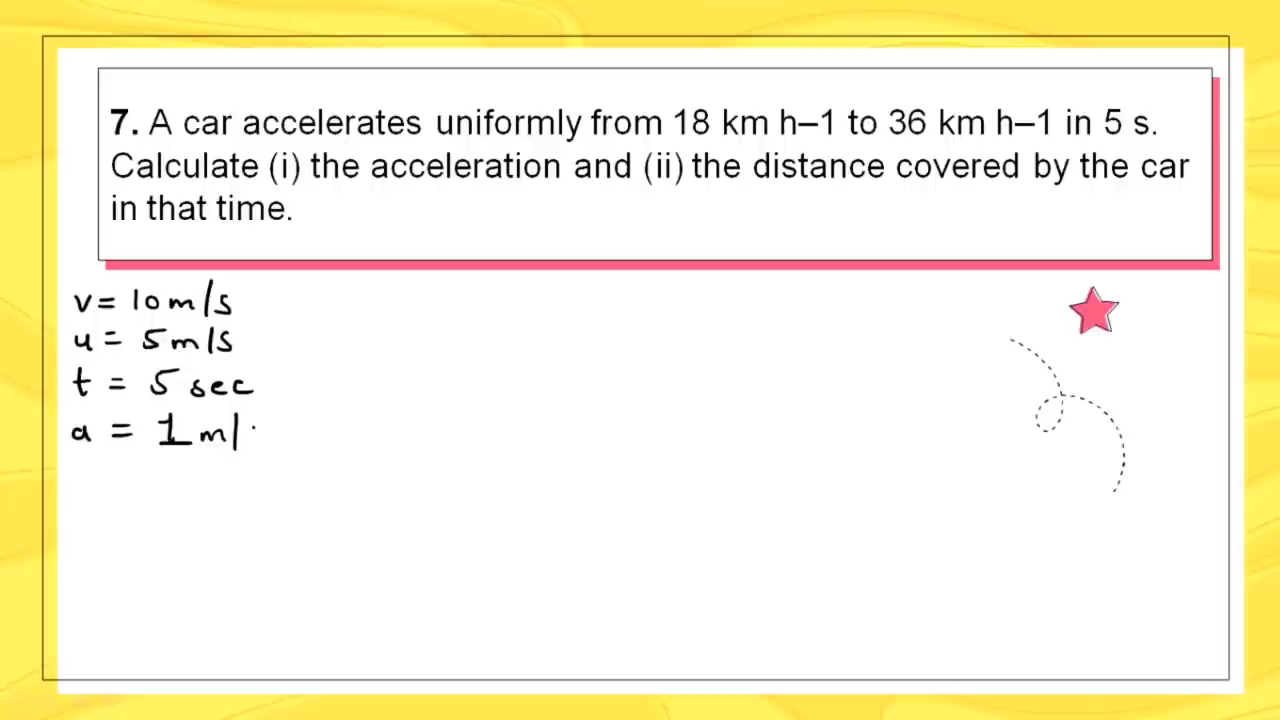 7. A car accelerates uniformly from 18 km h–1 to 36 km h–1 in 5 s.
Calculate (i) the acceleration and (ii) the distance covered by the car
in that time.
v = 10 m/s
u = 5 m/s
t = 5 sec
a = 1 m/